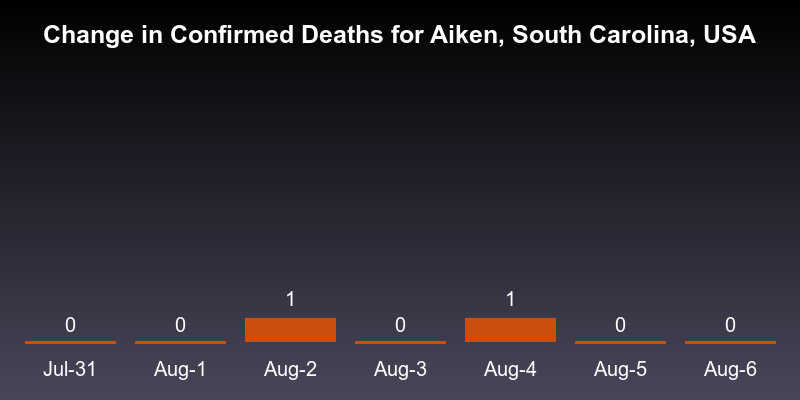 Change in Confirmed Deaths for Aiken, South Carolina, USA
1 1
0 0 0 0 0
Jul-31 Aug-1 Aug-2 Aug-3 Aug-4 Aug-5 Aug-6